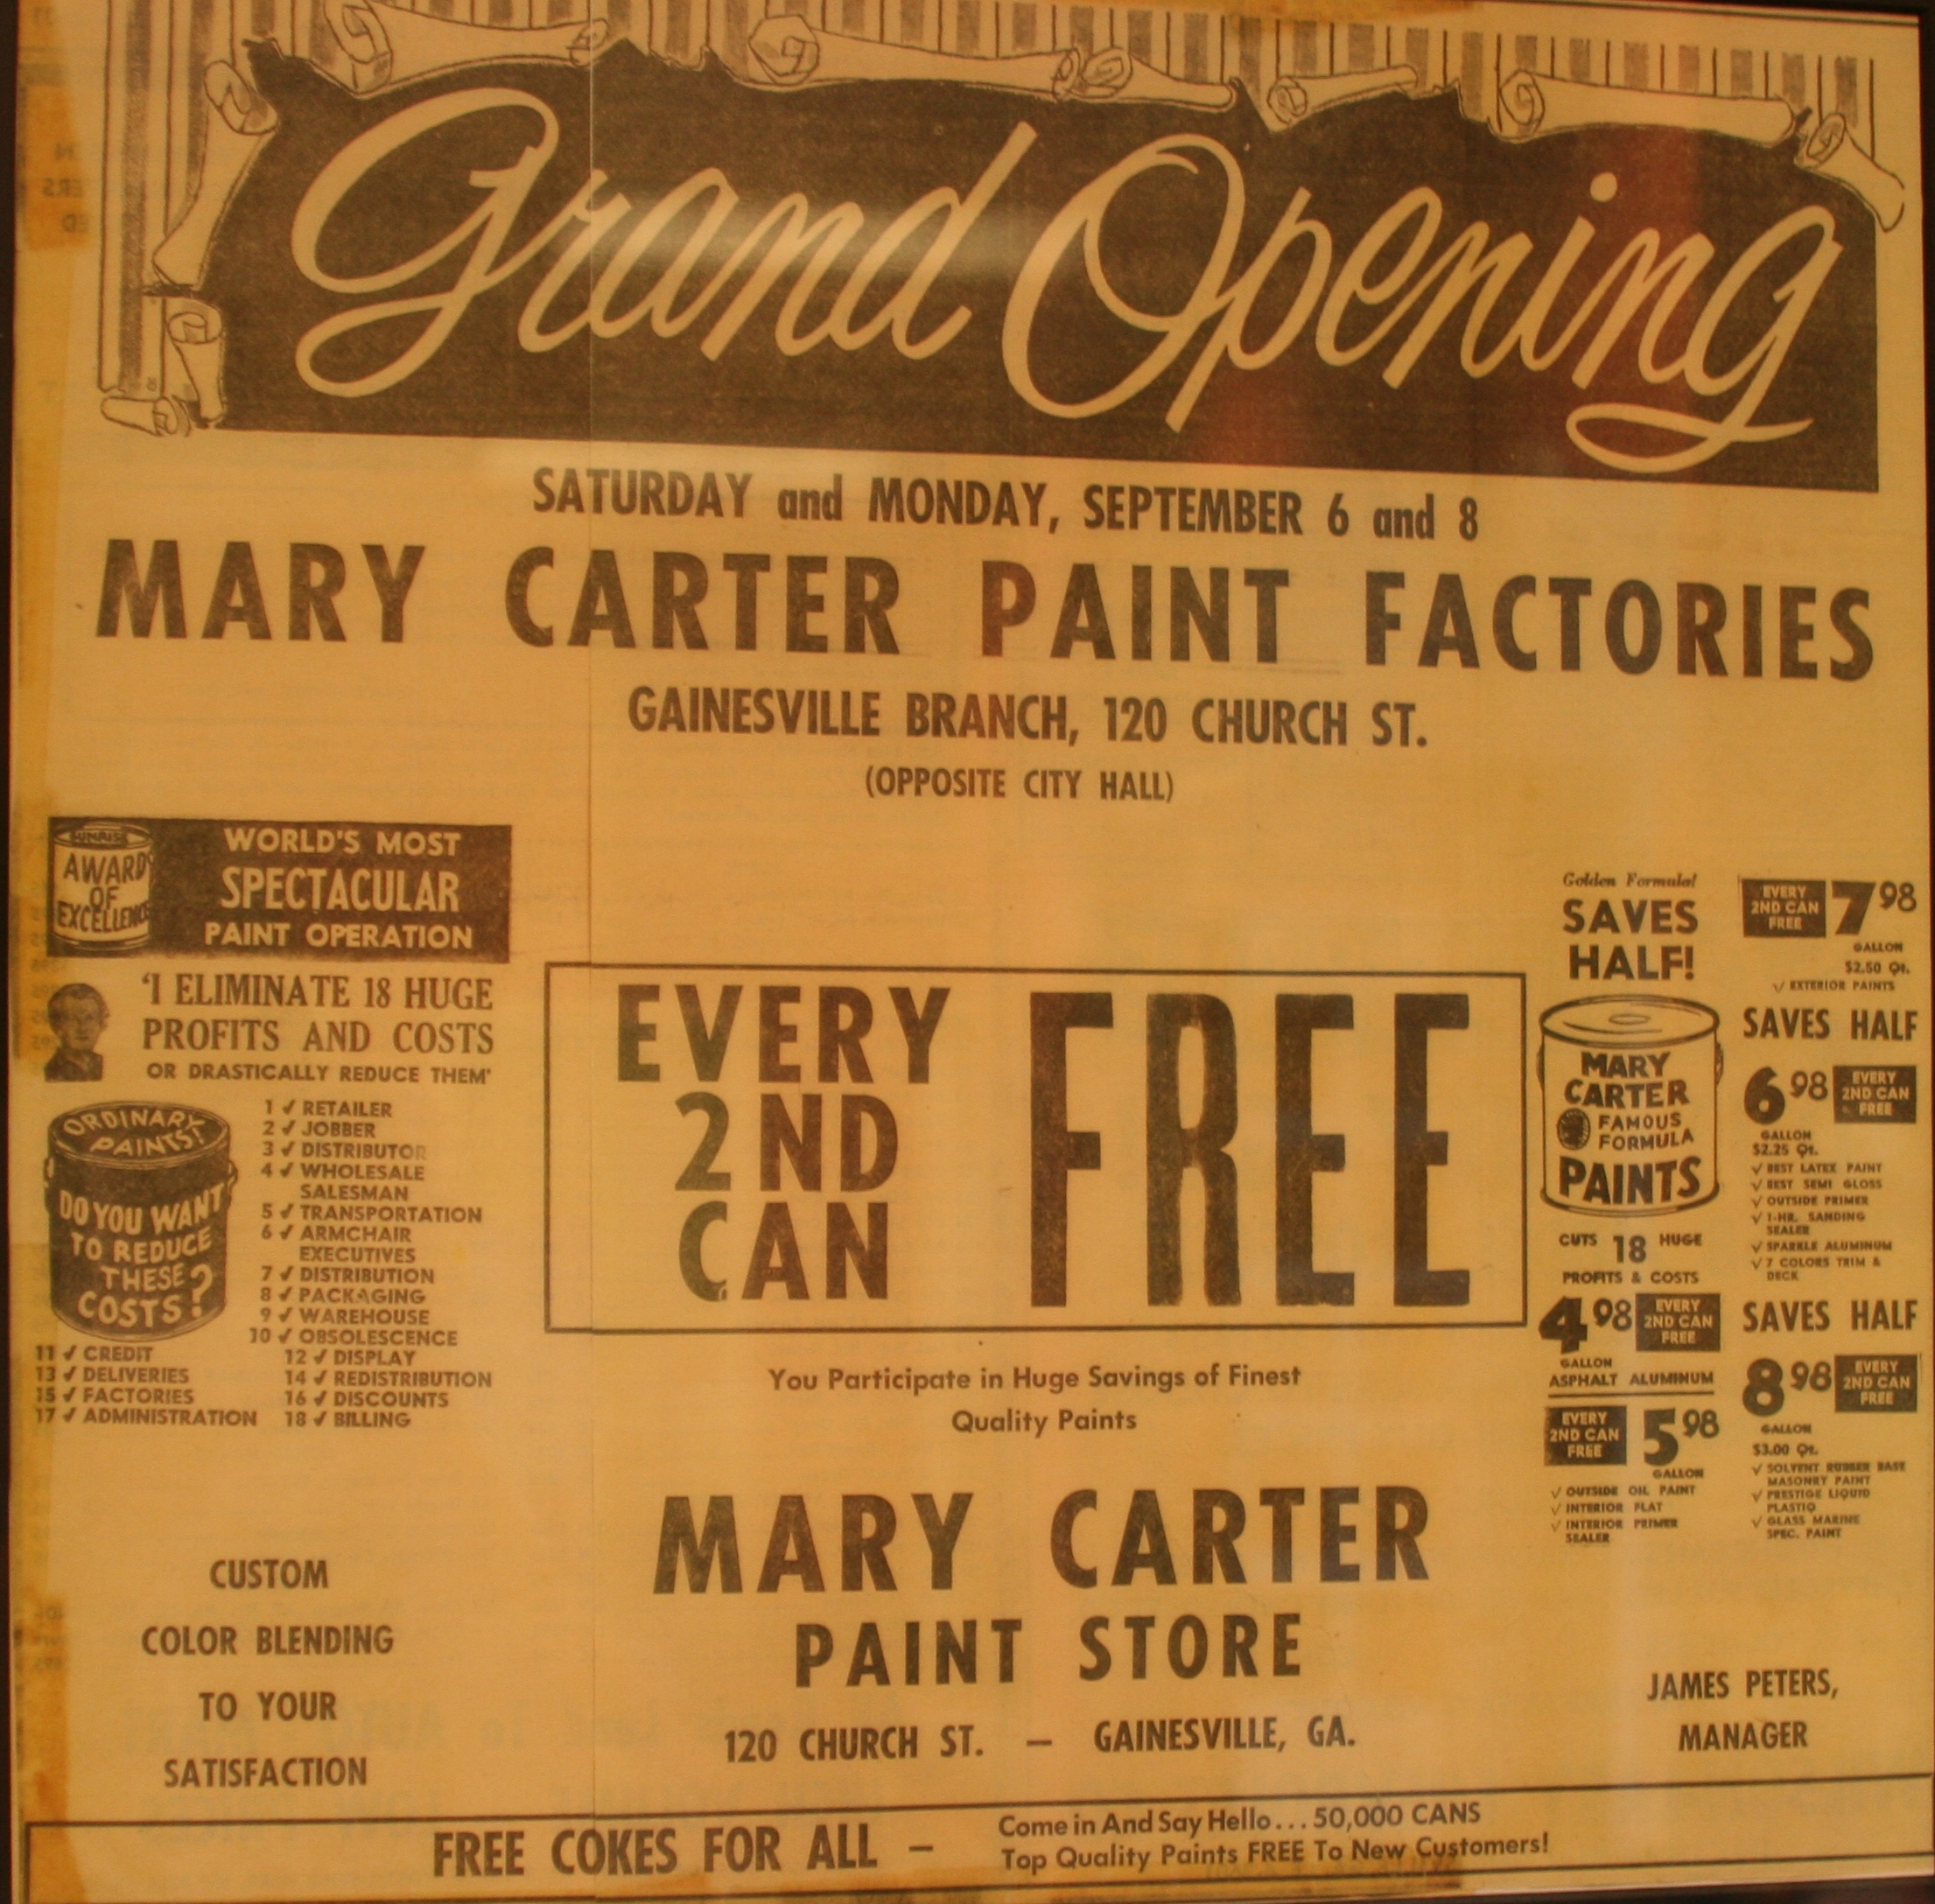 Grand Opening
SATURDAY and MONDAY, SEPTEMBER 6 and 8
MARY CARTER PAINT FACTORIES
GAINESVILLE BRANCH, 120 CHURCH ST.
(OPPOSITE CITY HALL)
AWARD
OF
EXCELLENCE
WORLD'S MOST
SPECTACULAR
PAINT OPERATION
'I ELIMINATE 18 HUGE
PROFITS AND COSTS
OR DRASTICALLY REDUCE THEM'
ORDINARY
PAINTS!
DO YOU WANT
TO REDUCE
THESE
COSTS?
1 ✓ RETAILER
2 ✓ JOBBER
3 ✓ DISTRIBUTOR
4 ✓ WHOLESALE
SALESMAN
5 ✓ TRANSPORTATION
6 ✓ ARMCHAIR
EXECUTIVES
7 ✓ DISTRIBUTION
8 ✓ PACKAGING
9 ✓ WAREHOUSE
10 ✓ OBSOLESCENCE
11 ✓ CREDIT 12 ✓ DISPLAY
13 ✓ DELIVERIES 14 ✓ REDISTRIBUTION
15 ✓ FACTORIES 16 ✓ DISCOUNTS
17 ✓ ADMINISTRATION 18 ✓ BILLING
EVERY
2ND
CAN
FREE
You Participate in Huge Savings of Finest
Quality Paints
Golden Formula!
SAVES
HALF!
MARY
CARTER
FAMOUS
FORMULA
PAINTS
CUTS 18 HUGE
PROFITS & COSTS
4 98
EVERY
2ND CAN
FREE
GALLON
ASPHALT ALUMINUM
EVERY
2ND CAN
FREE
5 98
GALLON
✓ OUTSIDE OIL PAINT
✓ INTERIOR FLAT
✓ INTERIOR PRIMER
SEALER
EVERY
2ND CAN
FREE
7 98
GALLON
$2.50 Qt.
✓ EXTERIOR PAINTS
SAVES HALF
6 98
EVERY
2ND CAN
FREE
GALLON
$2.25 Qt.
✓ BEST LATEX PAINT
✓ BEST SEMI GLOSS
✓ OUTSIDE PRIMER
✓ 1-HR. SANDING
SEALER
✓ SPARKLE ALUMINUM
✓ 7 COLORS TRIM &
DECK
SAVES HALF
8 98
EVERY
2ND CAN
FREE
GALLON
$3.00 Qt.
✓ SOLVENT RUBBER BASE
MASONRY PAINT
✓ PRESTIGE LIQUID
PLASTIQ
✓ GLASS MARINE
SPEC. PAINT
CUSTOM
COLOR BLENDING
TO YOUR
SATISFACTION
MARY CARTER
PAINT STORE
120 CHURCH ST. — GAINESVILLE, GA.
JAMES PETERS,
MANAGER
FREE COKES FOR ALL –
Come in And Say Hello... 50,000 CANS
Top Quality Paints FREE To New Customers!